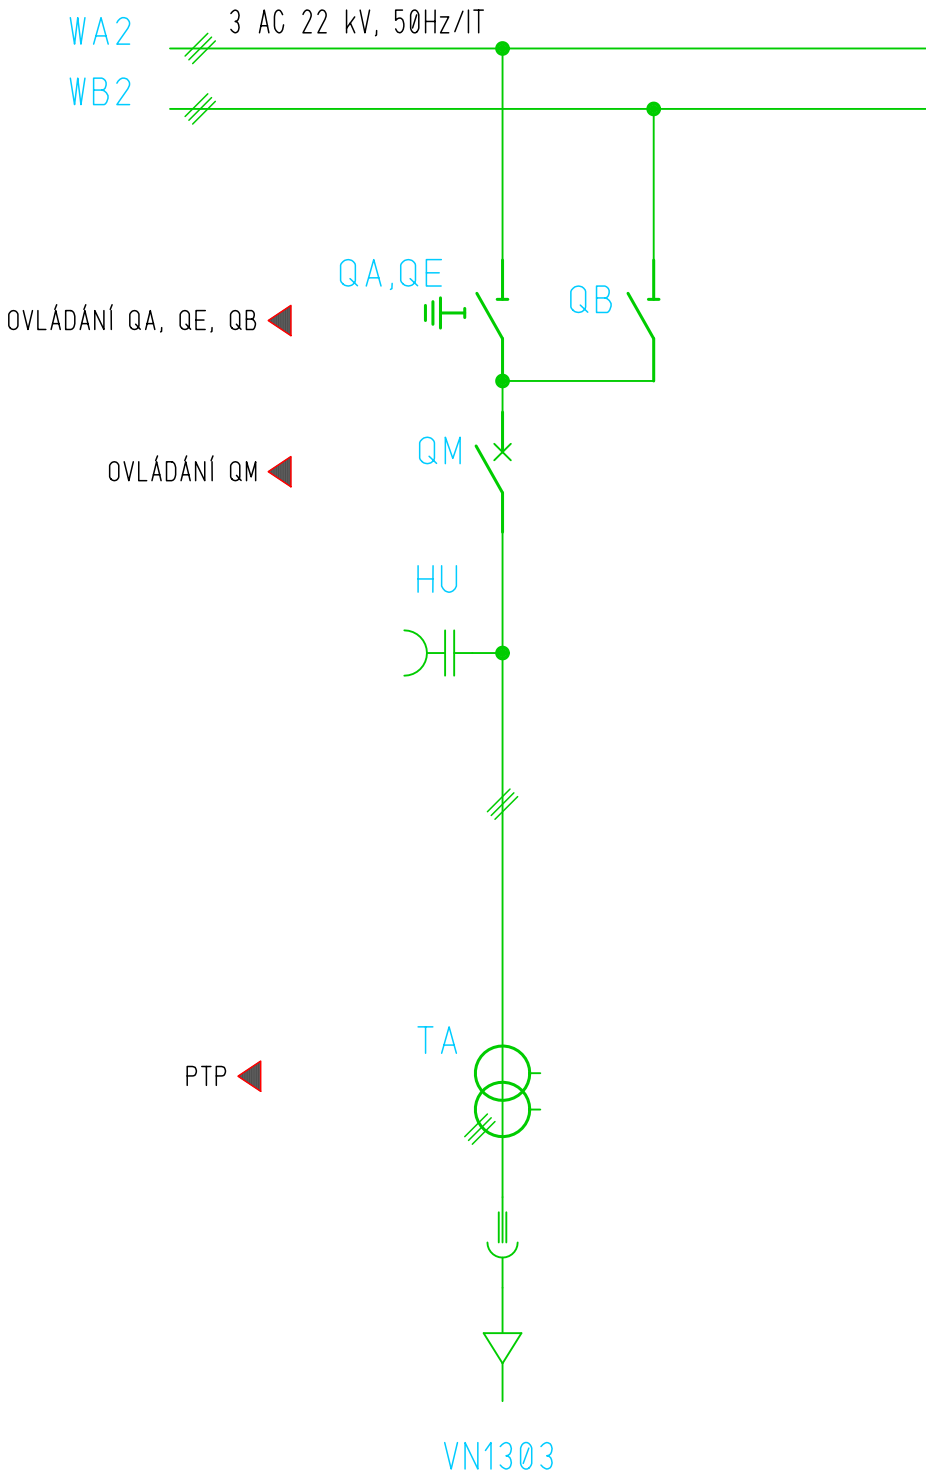 WA2
3 AC 22 kV, 50Hz/IT
WB2
QA,QE
QB
OVLÁDÁNÍ QA, QE, QB
QM
OVLÁDÁNÍ QM
HU
TA
PTP
VN1303